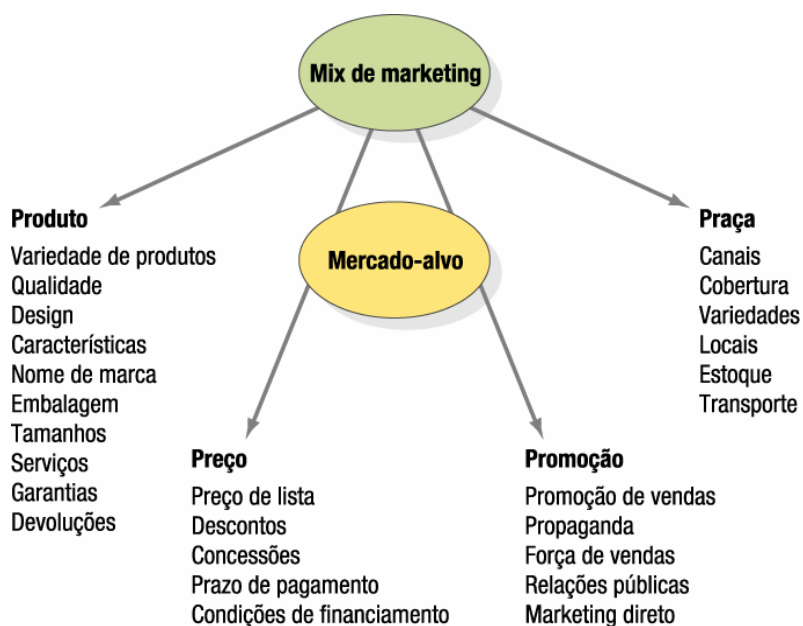 Mix de marketing
Mercado-alvo
Produto
Variedade de produtos
Qualidade
Design
Características
Nome de marca
Embalagem
Tamanhos
Serviços
Garantias
Devoluções
Preço
Preço de lista
Descontos
Concessões
Prazo de pagamento
Condições de financiamento
Promoção
Promoção de vendas
Propaganda
Força de vendas
Relações públicas
Marketing direto
Praça
Canais
Cobertura
Variedades
Locais
Estoque
Transporte